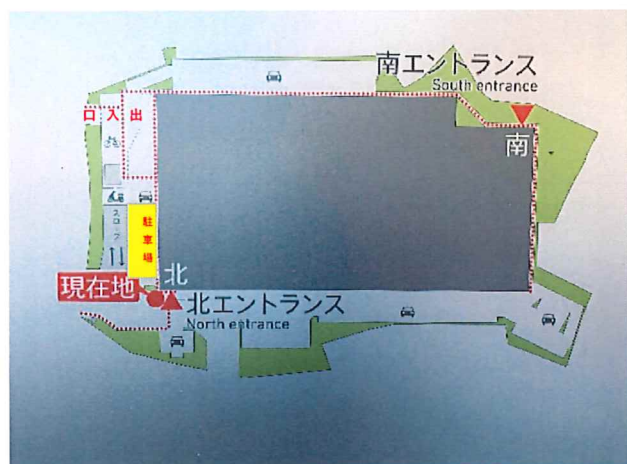 南エントランス
South entrance
口入出
南
スロープ
駐車場
北
現在地
北エントランス
North entrance